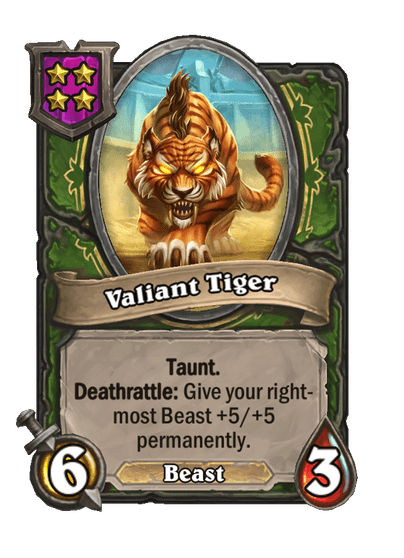 Valiant Tiger
Taunt.
Deathrattle: Give your right-
most Beast +5/+5
permanently.
6
Beast
3